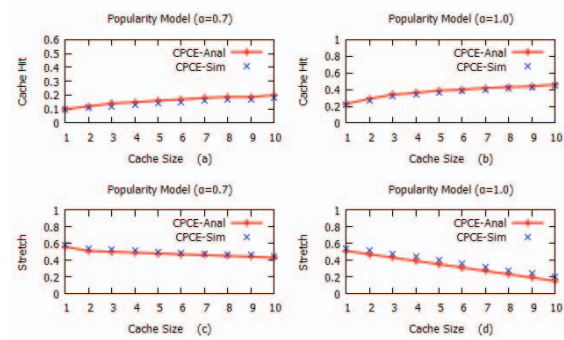 Popularity Model (α=0.7)
Cache Hit
0.6
0.5
0.4
0.3
0.2
0.1
0
CPCE-Anal
CPCE-Sim
1 2 3 4 5 6 7 8 9 10
Cache Size (a)
Popularity Model (α=1.0)
Cache Hit
1
0.8
0.6
0.4
0.2
0
CPCE-Anal
CPCE-Sim
1 2 3 4 5 6 7 8 9 10
Cache Size (b)
Popularity Model (α=0.7)
Stretch
1
0.8
0.6
0.4
0.2
0
CPCE-Anal
CPCE-Sim
1 2 3 4 5 6 7 8 9 10
Cache Size (c)
Popularity Model (α=1.0)
Stretch
1
0.8
0.6
0.4
0.2
0
CPCE-Anal
CPCE-Sim
1 2 3 4 5 6 7 8 9 10
Cache Size (d)